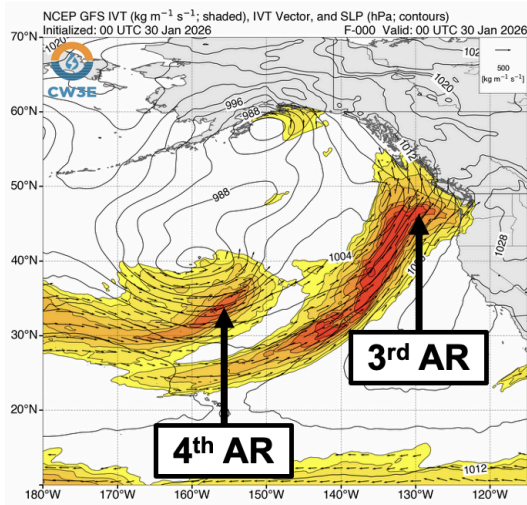 NCEP GFS IVT (kg m⁻¹ s⁻¹; shaded), IVT Vector, and SLP (hPa; contours)
Initialized: 00 UTC 30 Jan 2026 F-000 Valid: 00 UTC 30 Jan 2026
70°N
1020
CW3E
500
[kg m⁻¹ s⁻¹]
1020
60°N
996
988
1012
50°N
988
1004
1028
40°N
30°N
3rd AR
20°N
4th AR
1012
180°W 170°W 160°W 150°W 140°W 130°W 120°W